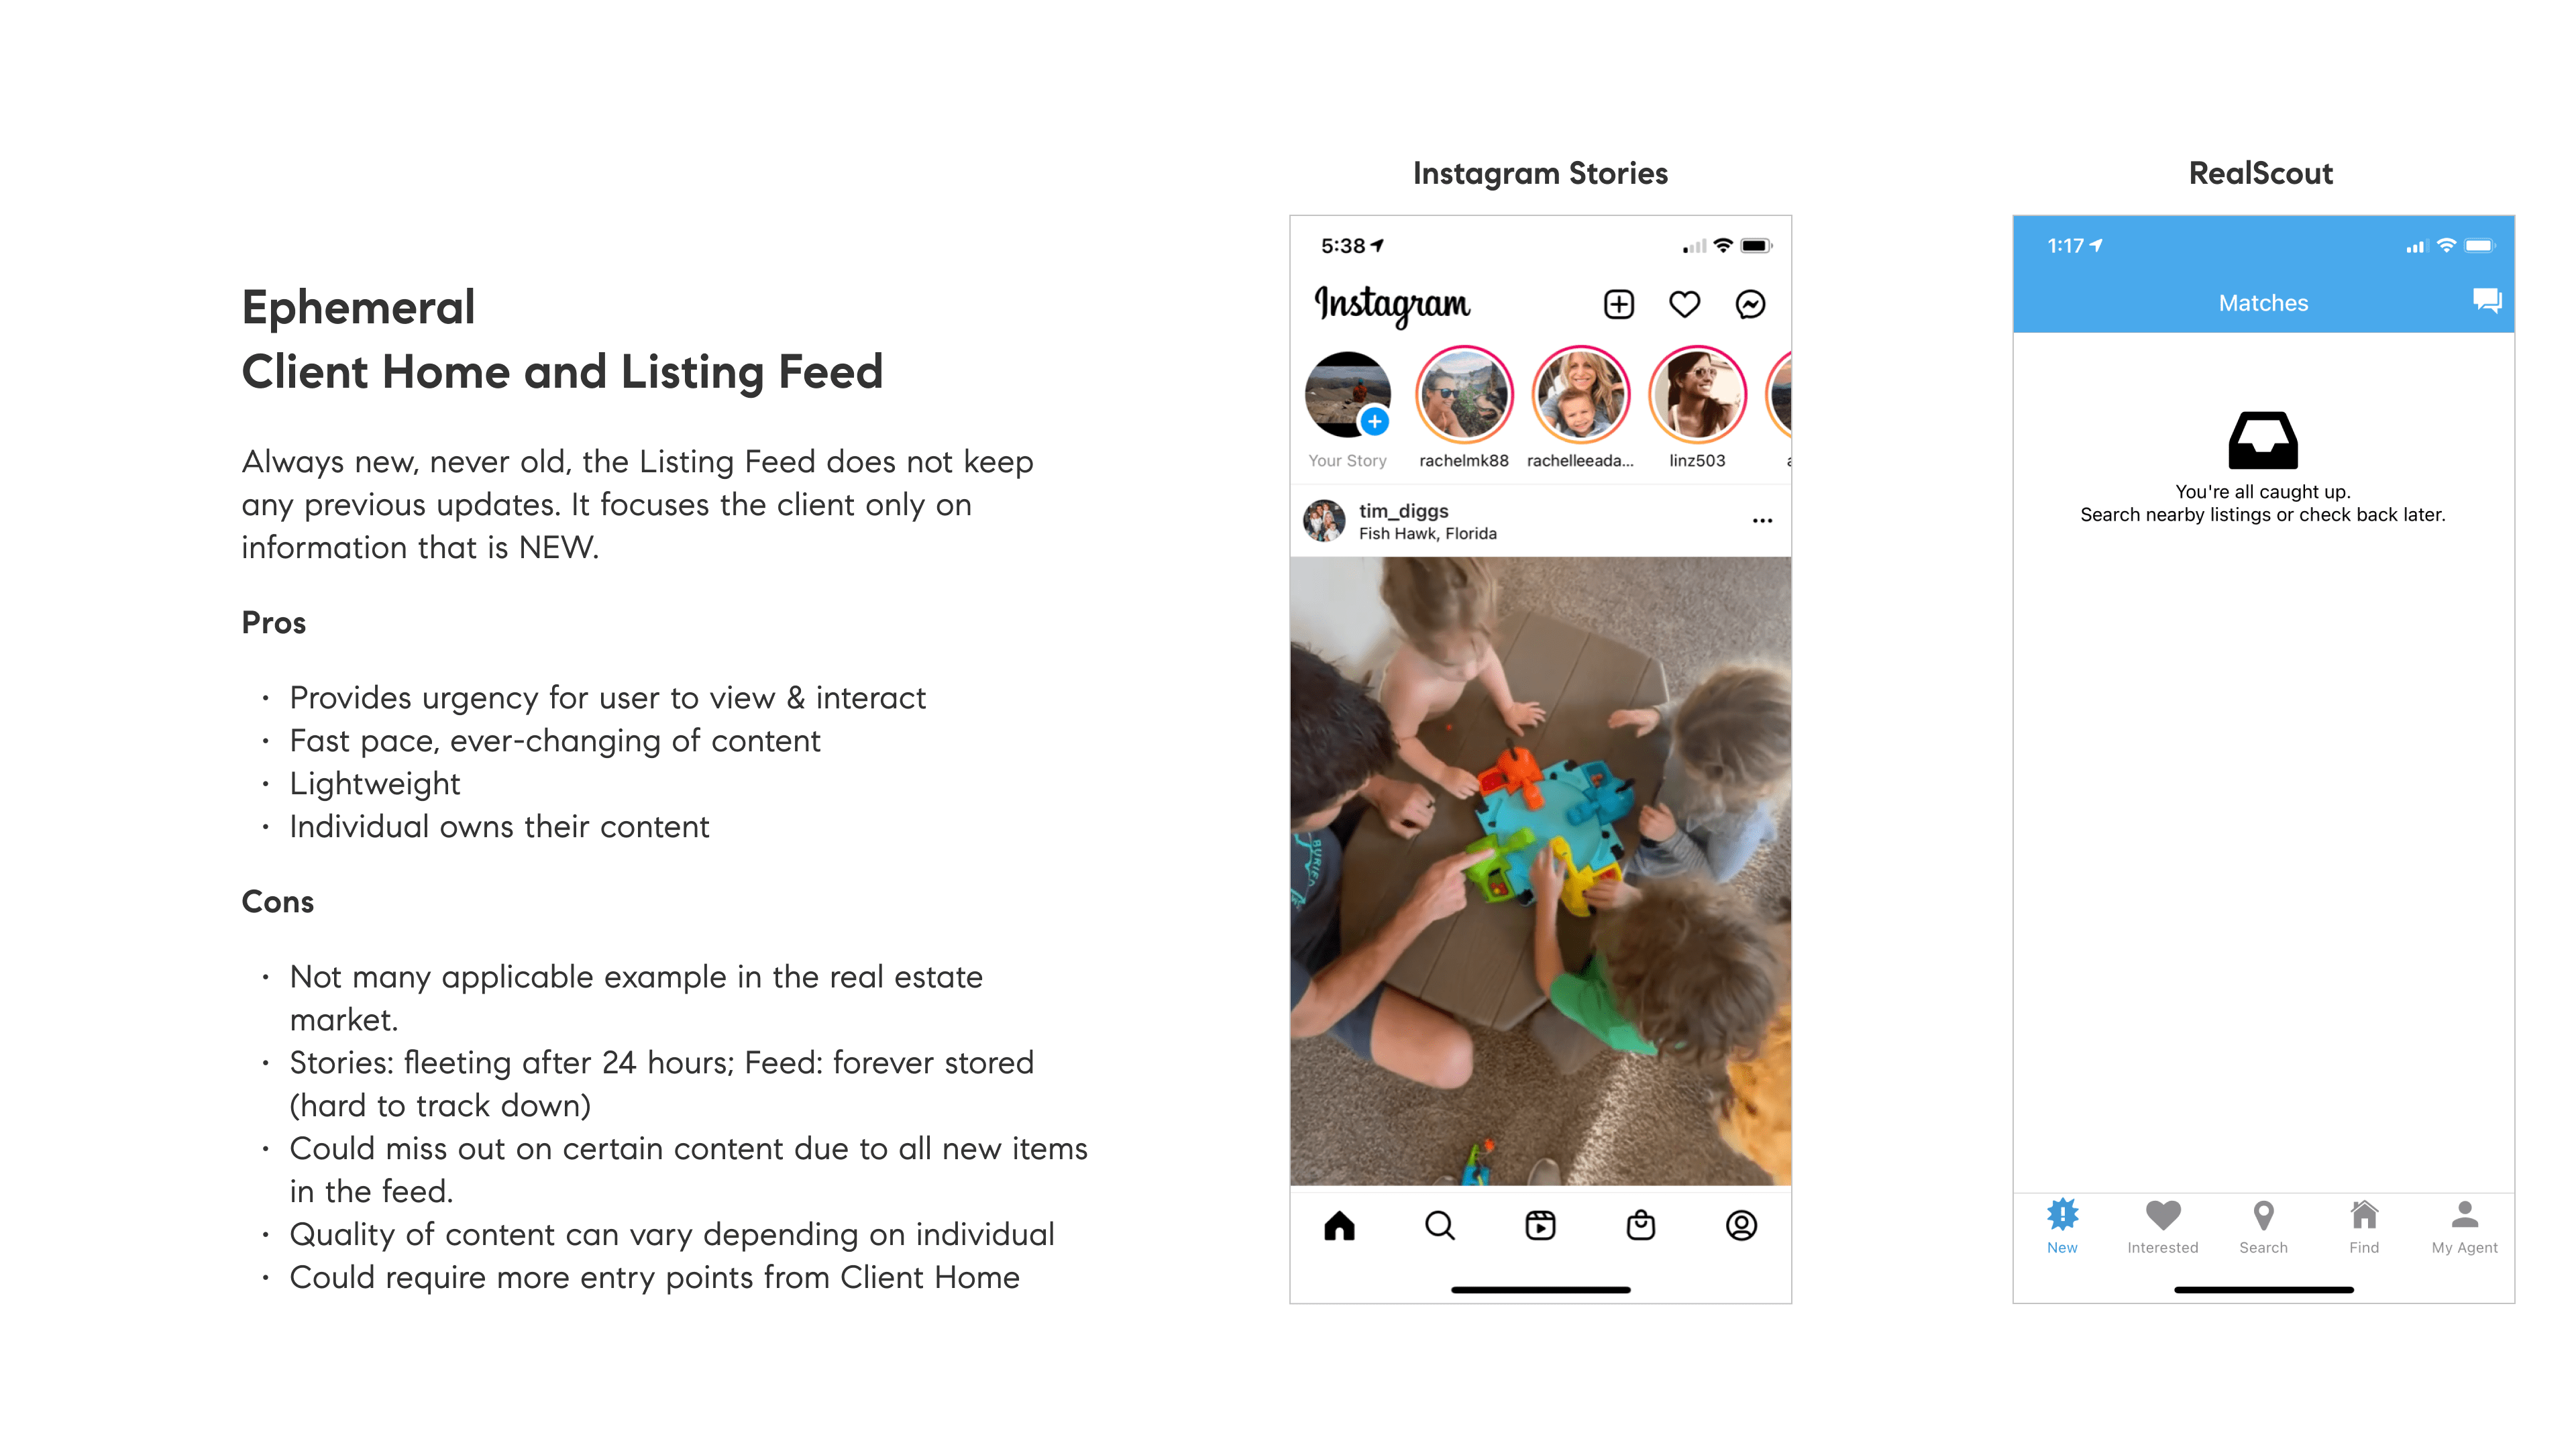 Ephemeral
Client Home and Listing Feed
Always new, never old, the Listing Feed does not keep
any previous updates. It focuses the client only on
information that is NEW.
Pros
• Provides urgency for user to view & interact
• Fast pace, ever-changing of content
• Lightweight
• Individual owns their content
Cons
• Not many applicable example in the real estate
market.
• Stories: fleeting after 24 hours; Feed: forever stored
(hard to track down)
• Could miss out on certain content due to all new items
in the feed.
• Quality of content can vary depending on individual
• Could require more entry points from Client Home
Instagram Stories
5:38
Instagram
Your Story rachelmk88 rachelleeada... linz503
tim_diggs
Fish Hawk, Florida
BURIED
RealScout
1:17
Matches
You're all caught up.
Search nearby listings or check back later.
New Interested Search Find My Agent